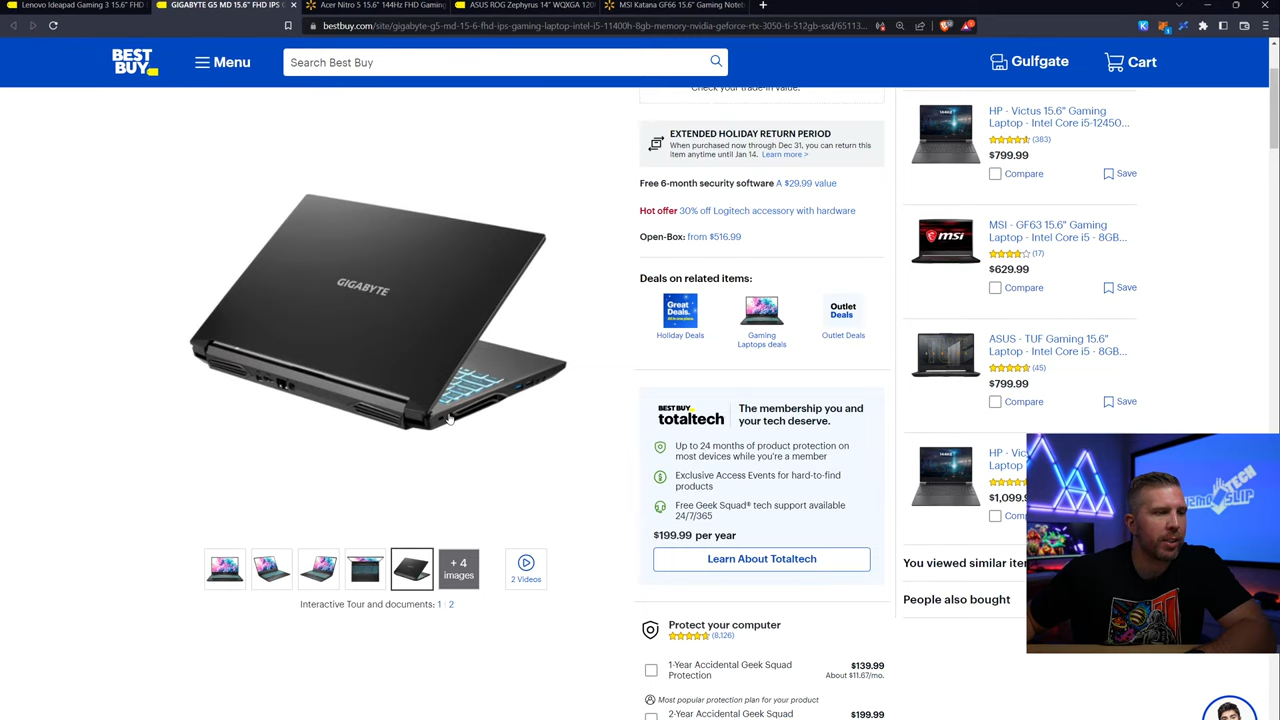 Lenovo Ideapad Gaming 3 15.6" FHD
GIGABYTE G5 MD 15.6" FHD IPS
Acer Nitro 5 15.6" 144Hz FHD Gaming
ASUS ROG Zephyrus 14" WQXGA 120
MSI Katana GF66 15.6" Gaming Noteb
bestbuy.com/site/gigabyte-g5-md-15-6-fhd-ips-gaming-laptop-intel-i5-11400h-8gb-memory-nvidia-geforce-rtx-3050-ti-512gb-ssd/65113...
BEST
BUY
Menu
Search Best Buy
Gulfgate
Cart
Check your trade-in value.
EXTENDED HOLIDAY RETURN PERIOD
When purchased now through Dec 31, you can return this
item anytime until Jan 14. Learn more >
Free 6-month security software A $29.99 value
Hot offer 30% off Logitech accessory with hardware
Open-Box: from $516.99
Deals on related items:
Great
Deals.
Outlet
Deals
Holiday Deals
Gaming
Laptops deals
Outlet Deals
GIGABYTE
BEST BUY
totaltech
The membership you and
your tech deserve.
Up to 24 months of product protection on
most devices while you're a member
Exclusive Access Events for hard-to-find
products
Free Geek Squad® tech support available
24/7/365
$199.99 per year
Learn About Totaltech
+ 4
images
2 Videos
Interactive Tour and documents: 1 | 2
Protect your computer
(8,126)
1-Year Accidental Geek Squad
Protection
$139.99
About $11.67/mo.
Most popular protection plan for your product
2-Year Accidental Geek Squad
$199.99
HP - Victus 15.6" Gaming
Laptop - Intel Core i5-12450...
(383)
$799.99
Compare
Save
msi
MSI - GF63 15.6" Gaming
Laptop - Intel Core i5 - 8GB...
(17)
$629.99
Compare
Save
ASUS - TUF Gaming 15.6"
Laptop - Intel Core i5 - 8GB...
(45)
$799.99
Compare
Save
HP - Vic
Laptop
$1,099.9
Com
You viewed similar iter
People also bought
TECH
SLIP